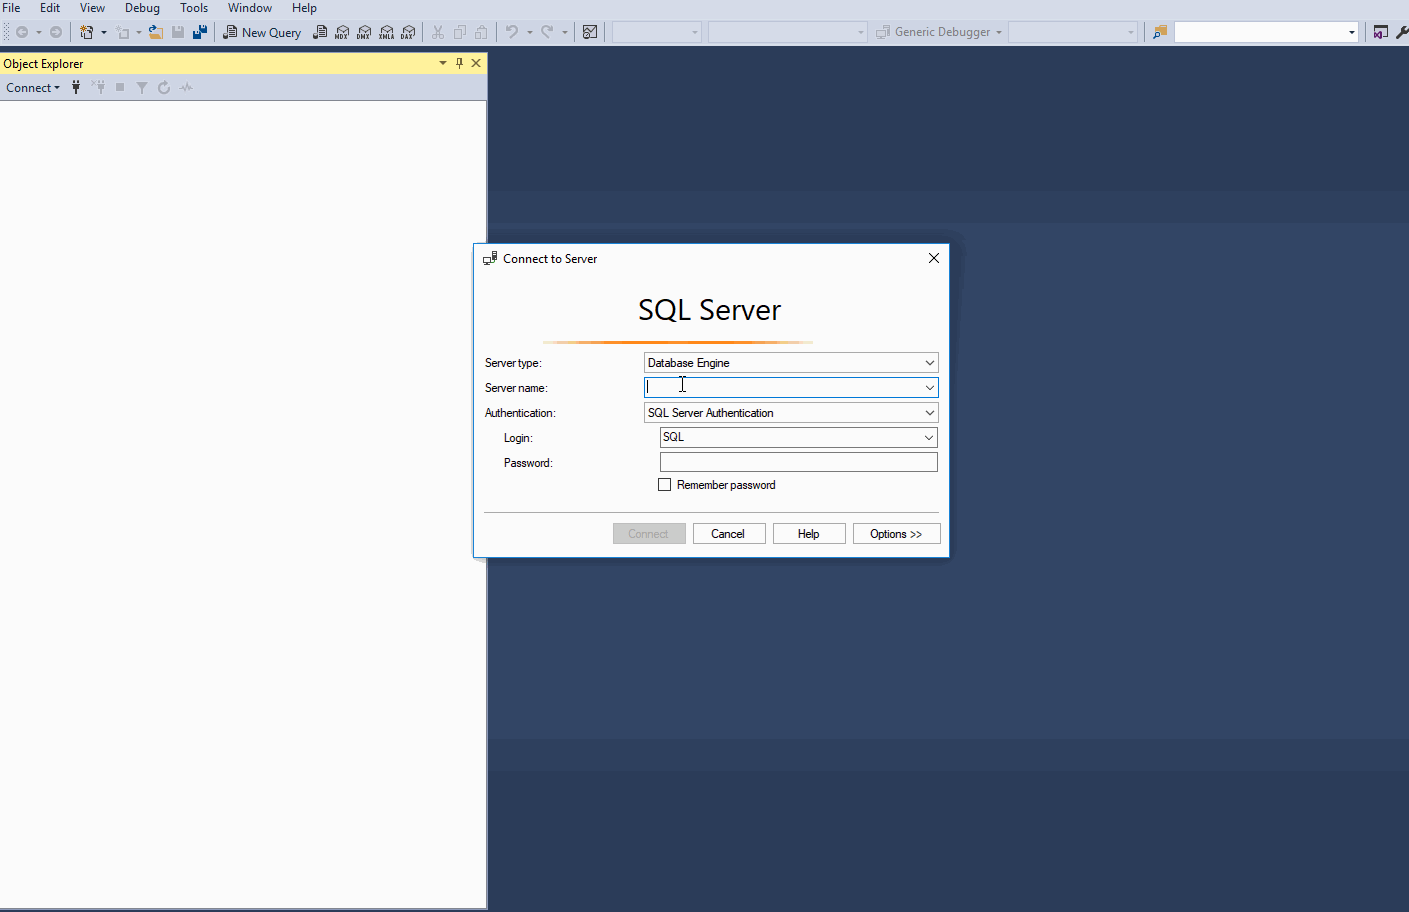 File Edit View Debug Tools Window Help
New Query MDX DMX XMLA DAX Generic Debugger
Object Explorer
Connect
Connect to Server
SQL Server
Server type: Database Engine
Server name:
Authentication: SQL Server Authentication
Login: SQL
Password:
Remember password
Connect Cancel Help Options >>